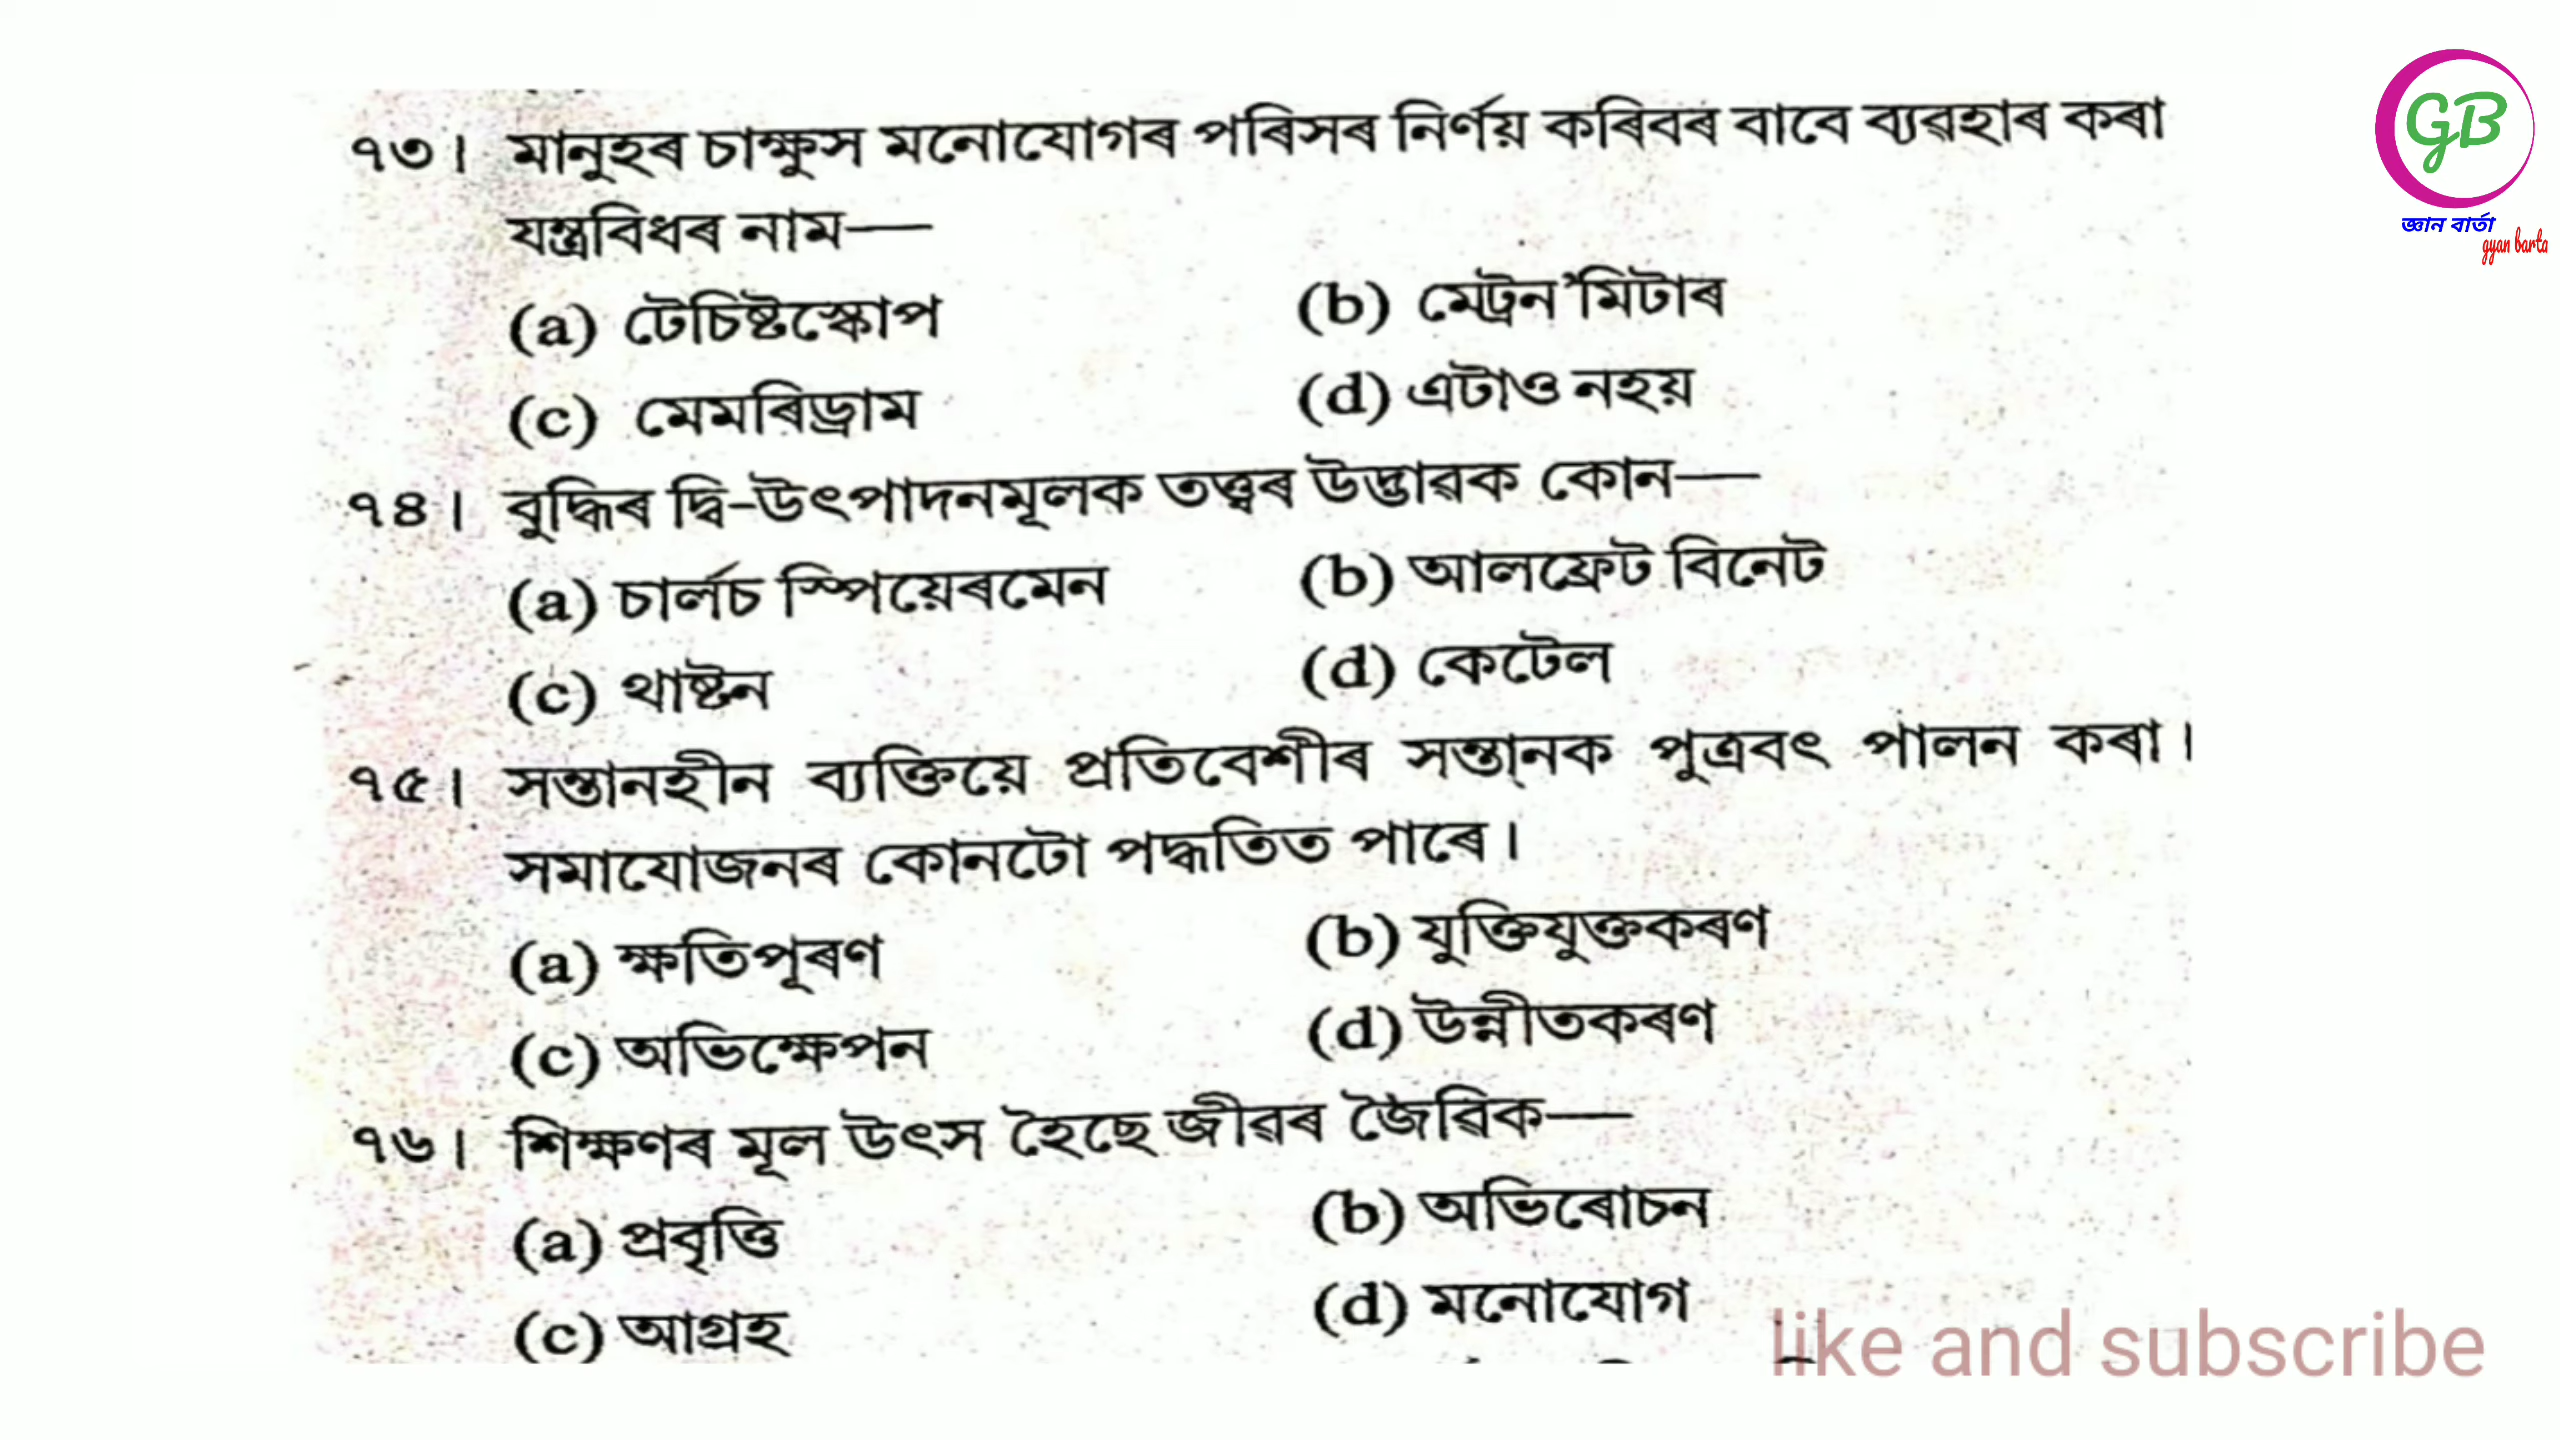 ৭৩। মানুহৰ চাক্ষুস মনোযোগৰ পৰিসৰ নিৰ্ণয় কৰিবৰ বাবে ব্যৱহাৰ কৰা
যন্ত্ৰবিধৰ নাম—
(a) টেচিষ্টস্কোপ (b) মেট্ৰন'মিটাৰ
(c) মেমৰিড্ৰাম (d) এটাও নহয়
৭৪। বুদ্ধিৰ দ্বি-উৎপাদনমূলক তত্ত্বৰ উদ্ভাৱক কোন—
(a) চাৰ্লচ স্পিয়েৰমেন (b) আলফ্ৰেট বিনেট
(c) থাষ্টন (d) কেটেল
৭৫। সন্তানহীন ব্যক্তিয়ে প্ৰতিবেশীৰ সন্তানক পুত্ৰবৎ পালন কৰা।
সমাযোজনৰ কোনটো পদ্ধতিত পাৰে।
(a) ক্ষতিপূৰণ (b) যুক্তিযুক্তকৰণ
(c) অভিক্ষেপন (d) উন্নীতকৰণ
৭৬। শিক্ষণৰ মূল উৎস হৈছে জীৱৰ জৈৱিক—
(a) প্ৰবৃত্তি (b) অভিৰোচন
(c) আগ্ৰহ (d) মনোযোগ
GB
জ্ঞান বাৰ্তা
gyan barta
like and subscribe